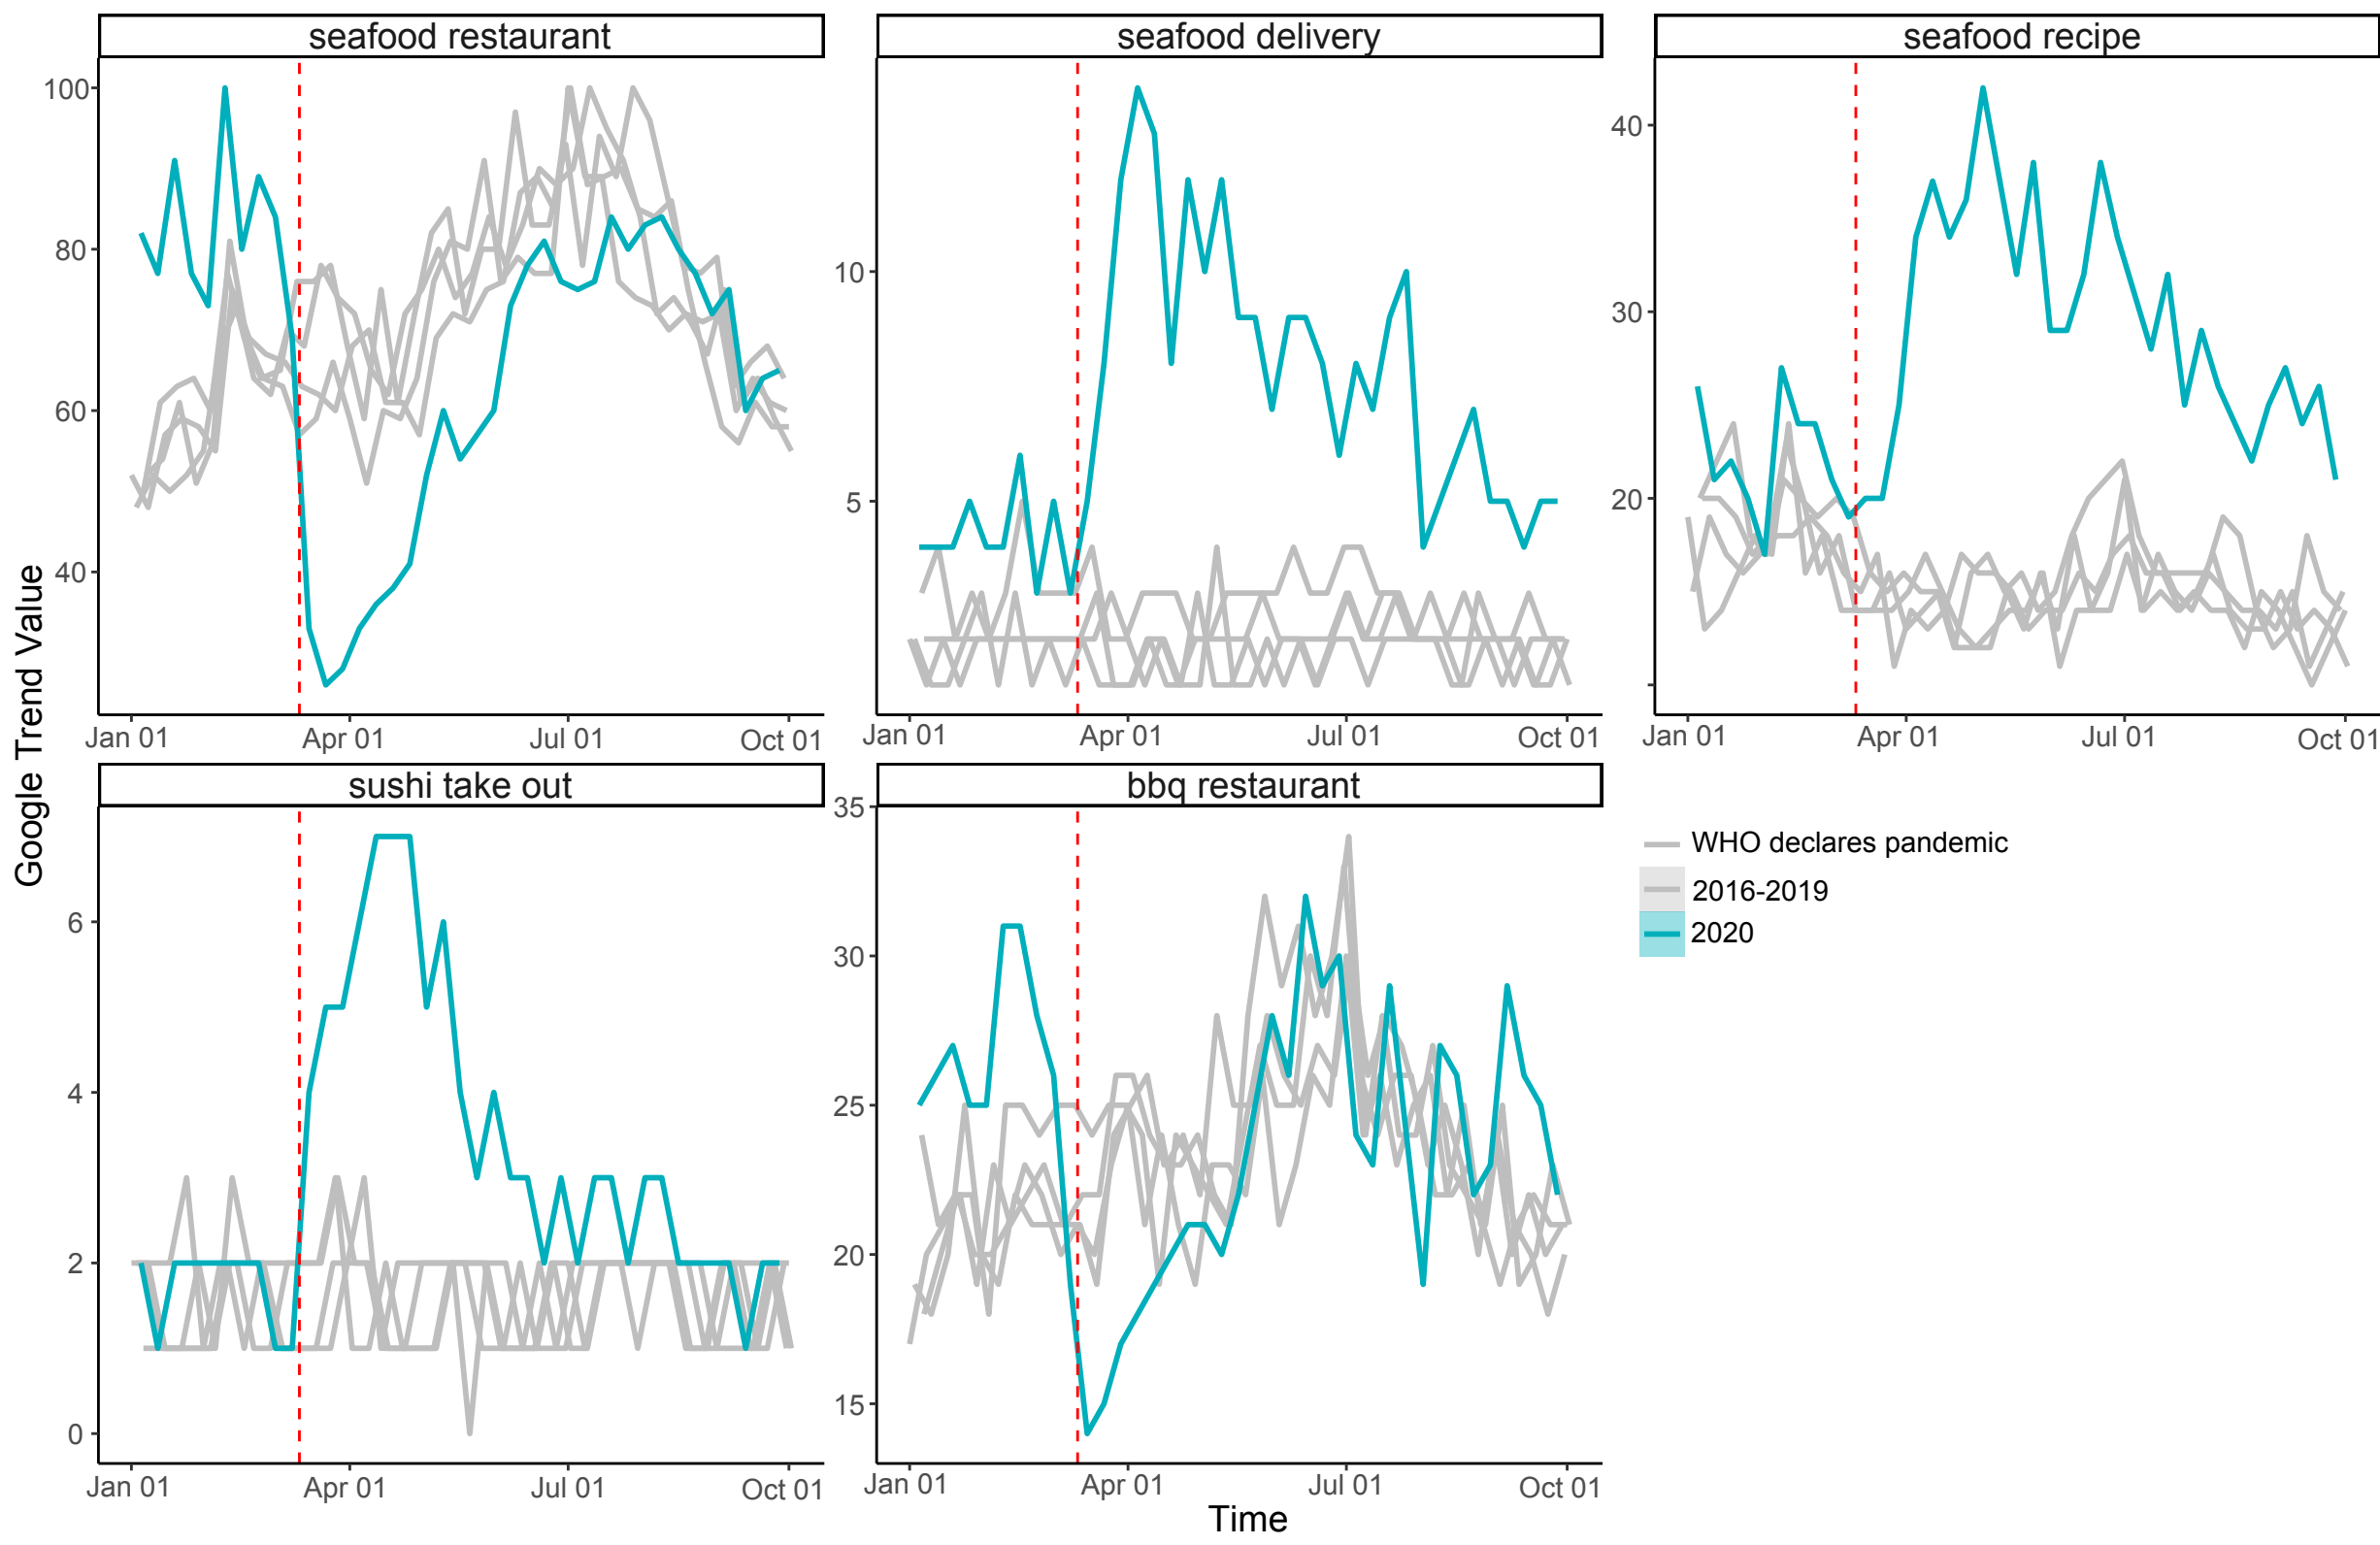 seafood restaurant
seafood delivery
seafood recipe
100
80
60
40
10
5
40
30
20
Jan 01
Apr 01
Jul 01
Oct 01
Jan 01
Apr 01
Jul 01
Oct 01
Jan 01
Apr 01
Jul 01
Oct 01
Google Trend Value
sushi take out
bbq restaurant
6
4
2
0
35
30
25
20
15
WHO declares pandemic
2016-2019
2020
Jan 01
Apr 01
Jul 01
Oct 01
Jan 01
Apr 01
Jul 01
Oct 01
Time